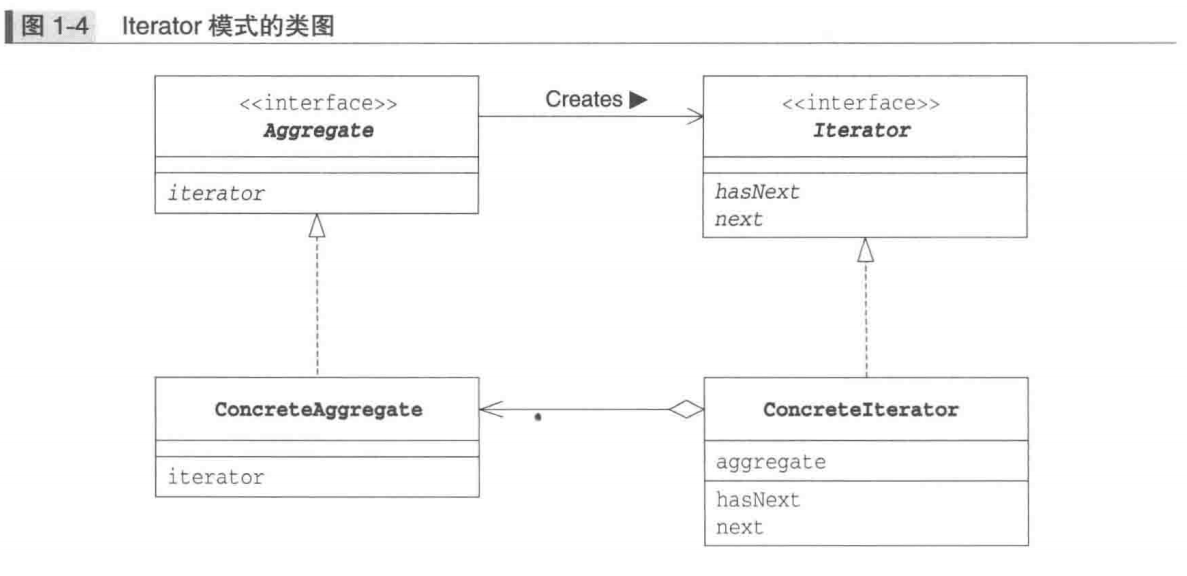 图 1-4 Iterator 模式的类图
<<interface>>
Aggregate
iterator
Creates ▶
<<interface>>
Iterator
hasNext
next
ConcreteAggregate
iterator
ConcreteIterator
aggregate
hasNext
next